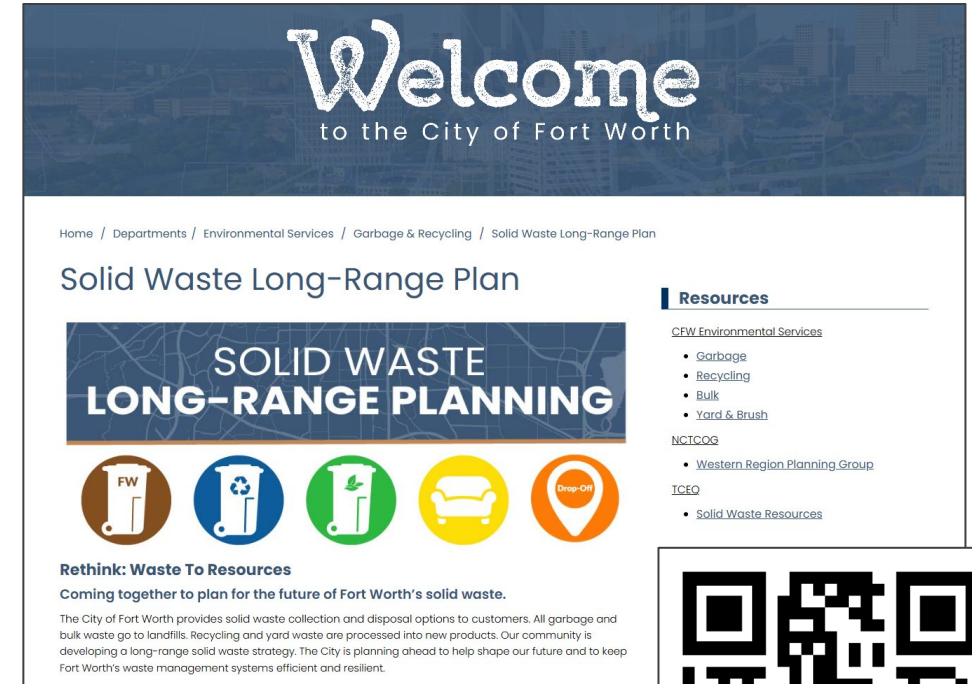 Welcome
to the City of Fort Worth
Home / Departments / Environmental Services / Garbage & Recycling / Solid Waste Long-Range Plan
Solid Waste Long-Range Plan
SOLID WASTE
LONG-RANGE PLANNING
FW
Drop-Off
Rethink: Waste To Resources
Coming together to plan for the future of Fort Worth's solid waste.
The City of Fort Worth provides solid waste collection and disposal options to customers. All garbage and
bulk waste go to landfills. Recycling and yard waste are processed into new products. Our community is
developing a long-range solid waste strategy. The City is planning ahead to help shape our future and to keep
Fort Worth's waste management systems efficient and resilient.
Resources
CFW Environmental Services
• Garbage
• Recycling
• Bulk
• Yard & Brush
NCTCOG
• Western Region Planning Group
TCEQ
• Solid Waste Resources